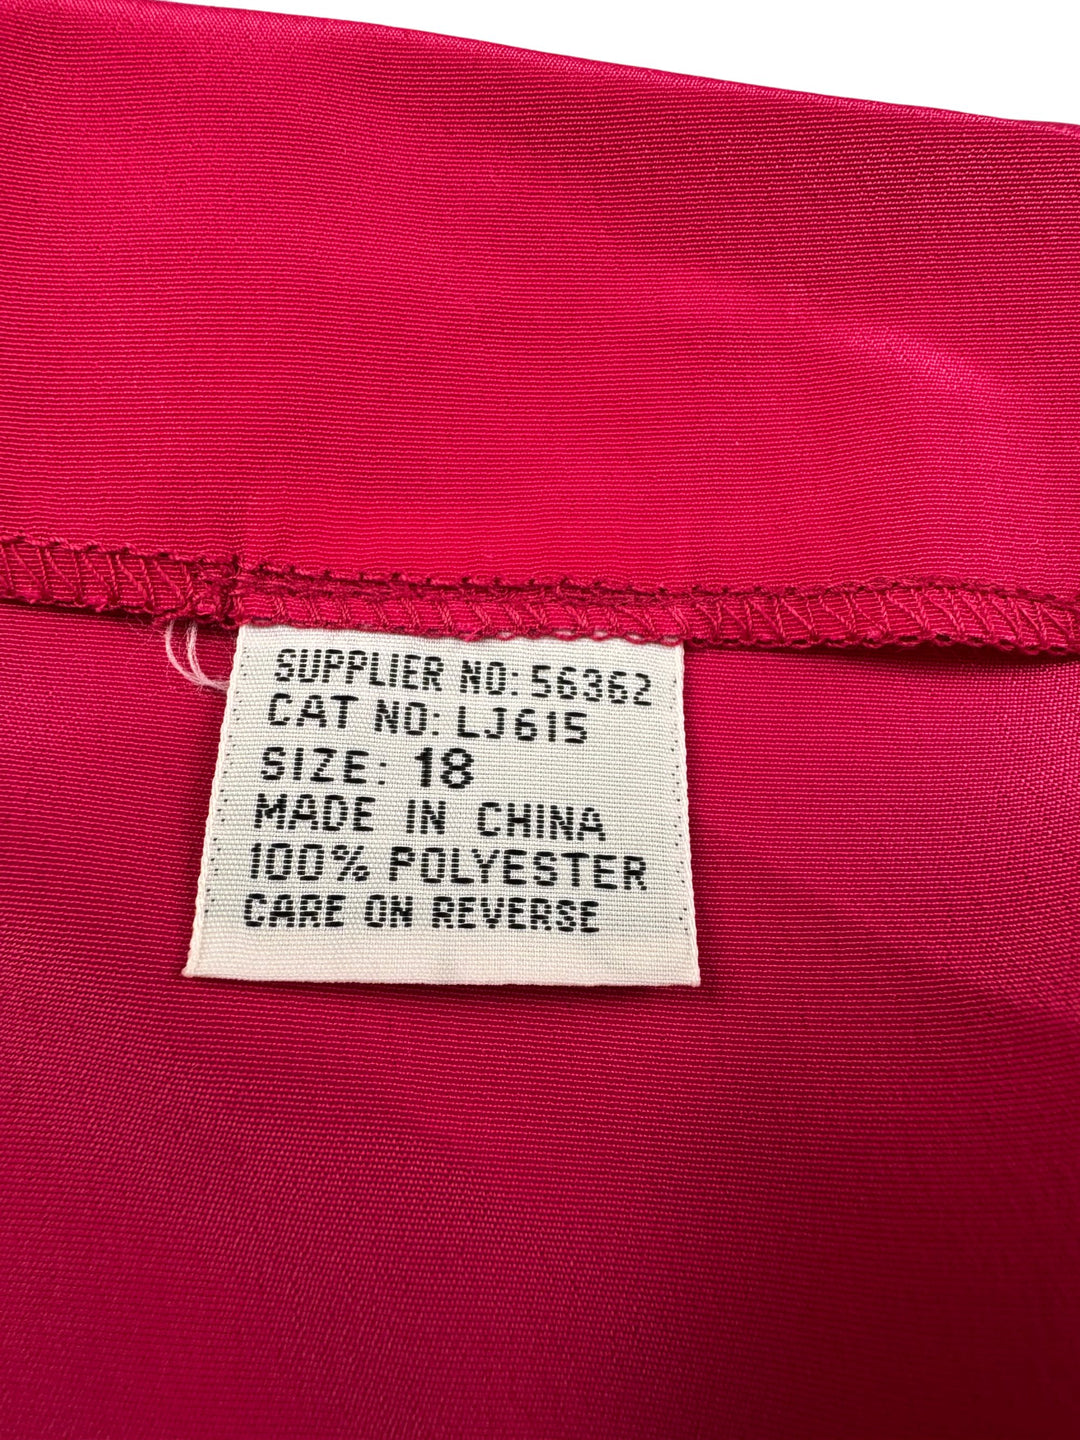 SUPPLIER NO: 56362
CAT NO: LJ615
SIZE: 18
MADE IN CHINA
100% POLYESTER
CARE ON REVERSE